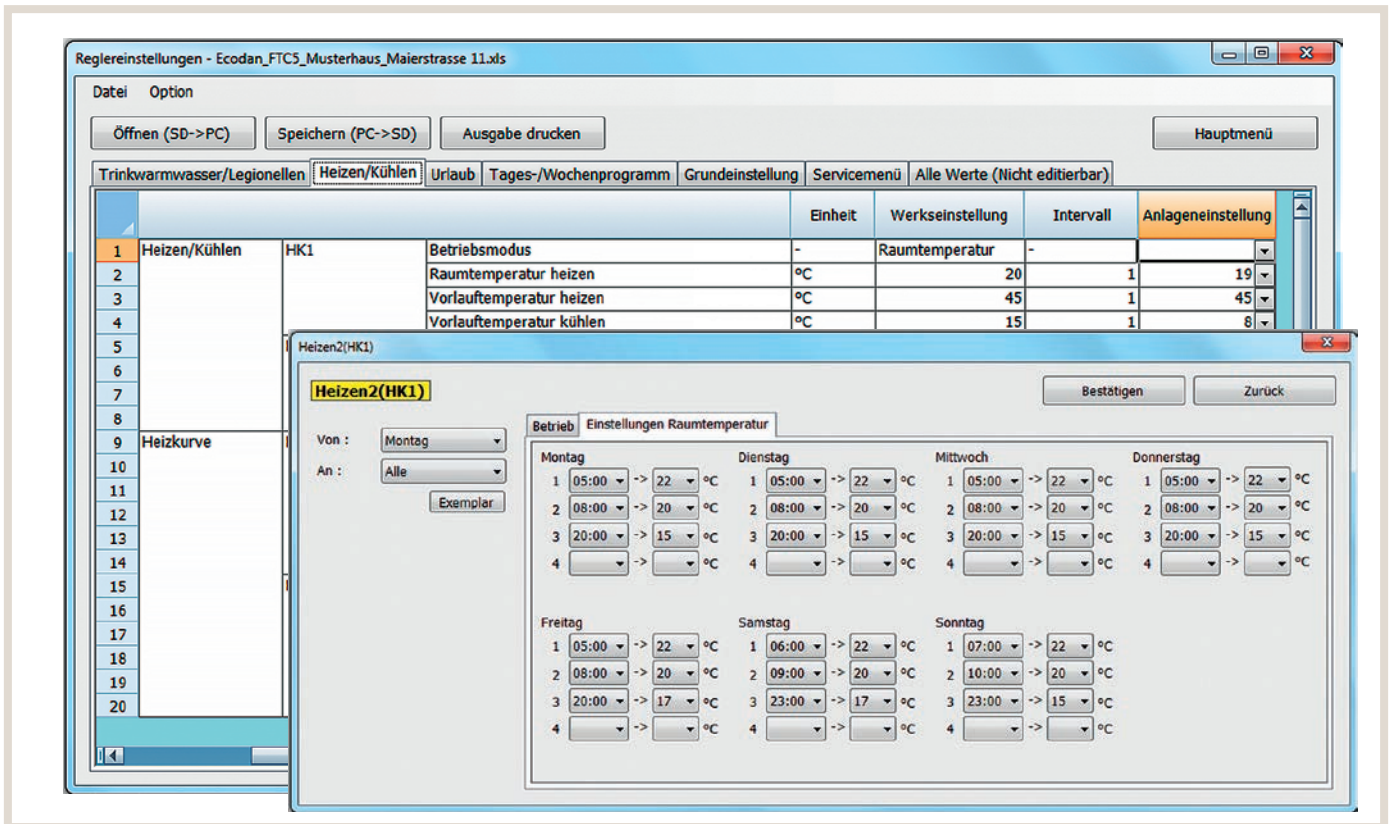 Reglereinstellungen - Ecodan_FTC5_Musterhaus_Maierstrasse 11.xls
Datei Option
Öffnen (SD->PC) Speichern (PC->SD) Ausgabe drucken Hauptmenü
Trinkwarmwasser/Legionellen Heizen/Kühlen Urlaub Tages-/Wochenprogramm Grundeinstellung Servicemenü Alle Werte (Nicht editierbar)
Einheit Werkseinstellung Intervall Anlageneinstellung
1 Heizen/Kühlen HK1 Betriebsmodus - Raumtemperatur -
2 Raumtemperatur heizen °C 20 1 19
3 Vorlauftemperatur heizen °C 45 1 45
4 Vorlauftemperatur kühlen °C 15 1 8
5
6
7
8
9 Heizkurve
10
11
12
13
14
15
16
17
18
19
20
Heizen2(HK1)
Heizen2(HK1) Bestätigen Zurück
Betrieb Einstellungen Raumtemperatur
Von : Montag
An : Alle
Exemplar
Montag Dienstag Mittwoch Donnerstag
1 05:00 -> 22 °C 1 05:00 -> 22 °C 1 05:00 -> 22 °C 1 05:00 -> 22 °C
2 08:00 -> 20 °C 2 08:00 -> 20 °C 2 08:00 -> 20 °C 2 08:00 -> 20 °C
3 20:00 -> 15 °C 3 20:00 -> 15 °C 3 20:00 -> 15 °C 3 20:00 -> 15 °C
4 -> °C 4 -> °C 4 -> °C 4 -> °C
Freitag Samstag Sonntag
1 05:00 -> 22 °C 1 06:00 -> 22 °C 1 07:00 -> 22 °C
2 08:00 -> 20 °C 2 09:00 -> 20 °C 2 10:00 -> 20 °C
3 20:00 -> 17 °C 3 23:00 -> 17 °C 3 23:00 -> 15 °C
4 -> °C 4 -> °C 4 -> °C